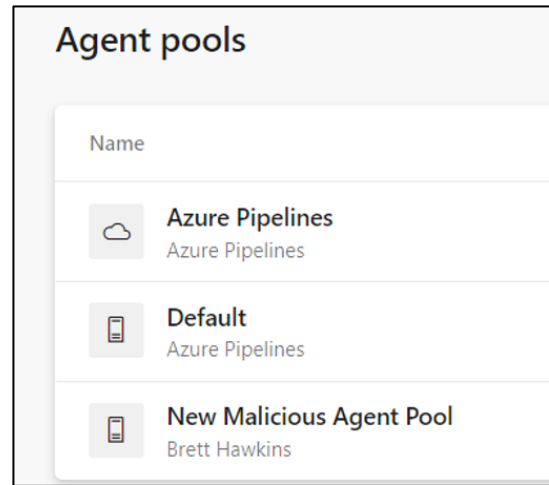 Agent pools
Name
Azure Pipelines
Azure Pipelines
Default
Azure Pipelines
New Malicious Agent Pool
Brett Hawkins